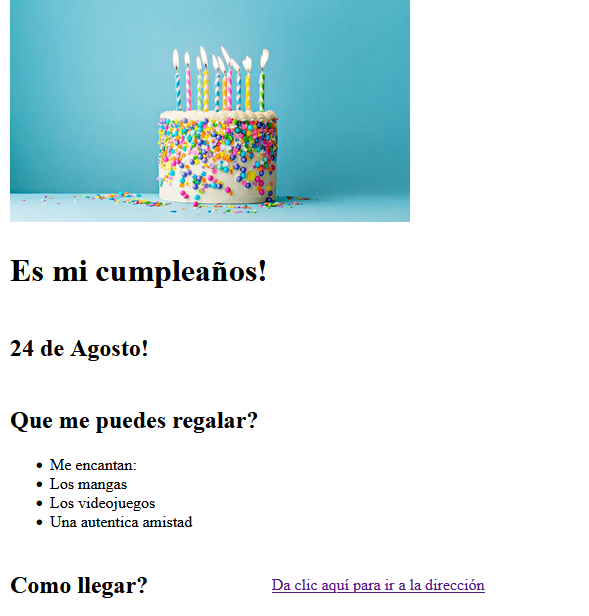 Es mi cumpleaños!
24 de Agosto!
Que me puedes regalar?
Me encantan:
Los mangas
Los videojuegos
Una autentica amistad
Como llegar? Da clic aquí para ir a la dirección